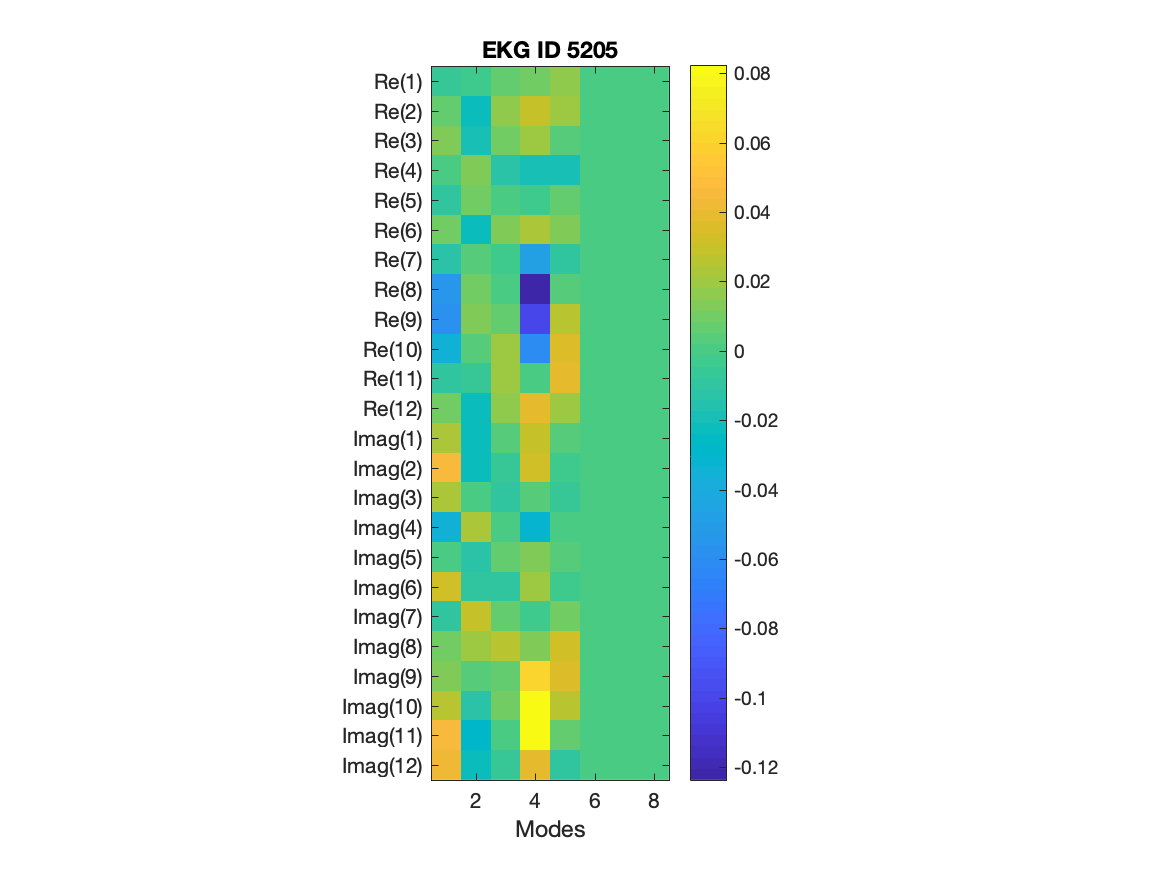 EKG ID 5205
Re(1)
Re(2)
Re(3)
Re(4)
Re(5)
Re(6)
Re(7)
Re(8)
Re(9)
Re(10)
Re(11)
Re(12)
Imag(1)
Imag(2)
Imag(3)
Imag(4)
Imag(5)
Imag(6)
Imag(7)
Imag(8)
Imag(9)
Imag(10)
Imag(11)
Imag(12)
2 4 6 8
Modes
0.08
0.06
0.04
0.02
0
-0.02
-0.04
-0.06
-0.08
-0.1
-0.12